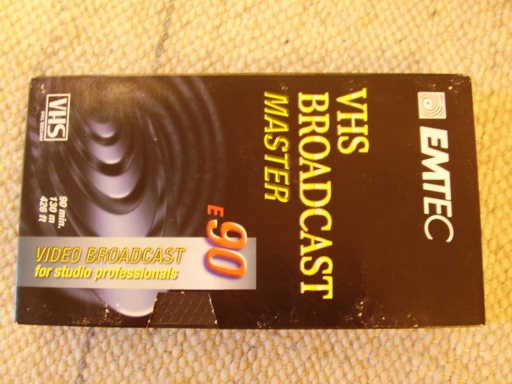 EMTEC
VHS
BROADCAST
MASTER
E 90
VIDEO BROADCAST
for studio professionals
90 min.
130 m
426 ft
VHS